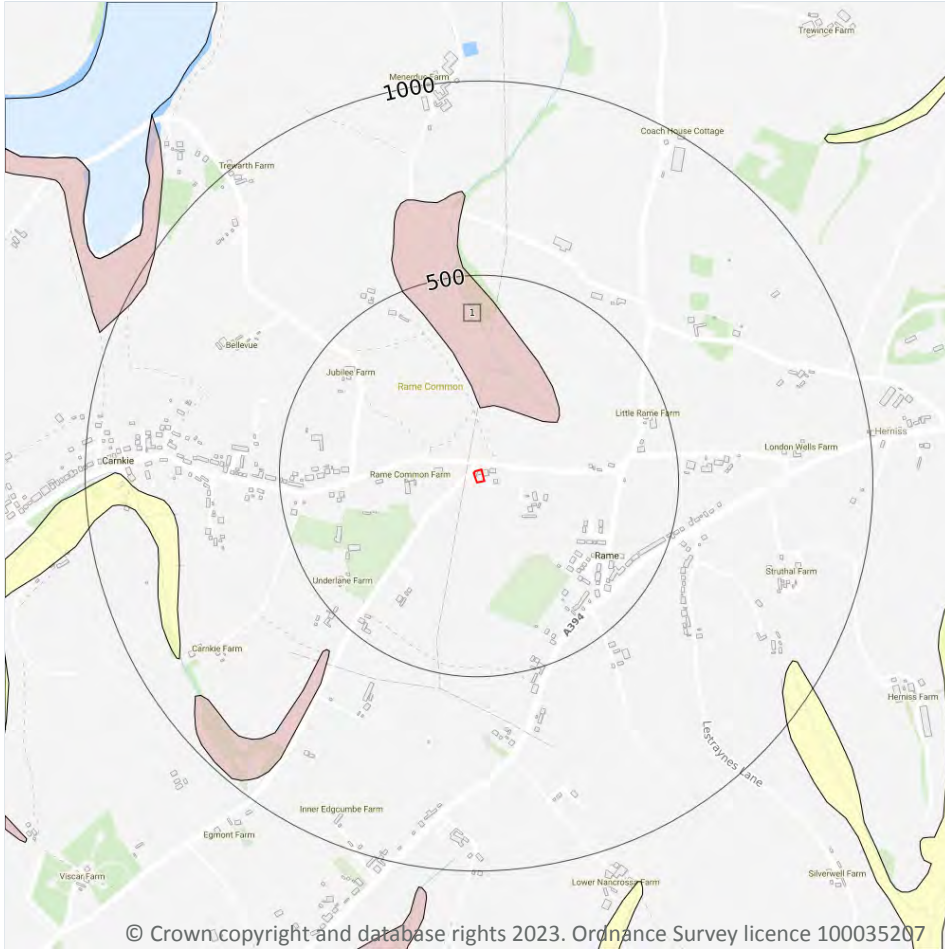 Trewince Farm
Menerdue Farm
1000
Coach House Cottage
Trewarth Farm
500
1
Bellevue
Jubilee Farm
Rame Common
Little Rame Farm
Herniss
London Wells Farm
Carnkie
Rame Common Farm
Rame
Struthal Farm
Underlane Farm
A394
Carnkie Farm
Herniss Farm
Lestraynes Lane
Inner Edgcumbe Farm
Egmont Farm
Viscar Farm
Lower Nancrossa Farm
Silverwell Farm
© Crown copyright and database rights 2023. Ordnance Survey licence 100035207